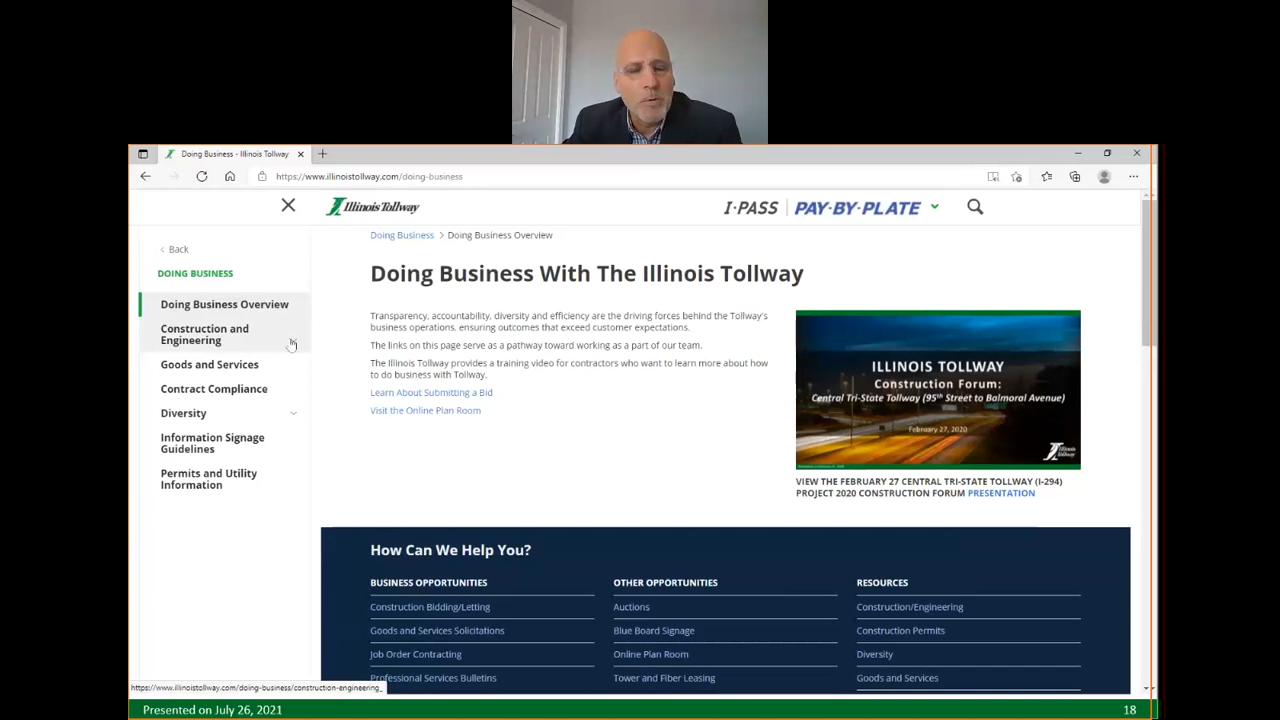 Doing Business - Illinois Tollway
https://www.illinoistollway.com/doing-business
Illinois Tollway
I-PASS | PAY-BY-PLATE
Doing Business > Doing Business Overview
< Back
DOING BUSINESS
Doing Business Overview
Construction and
Engineering
Goods and Services
Contract Compliance
Diversity
Information Signage
Guidelines
Permits and Utility
Information
Doing Business With The Illinois Tollway
Transparency, accountability, diversity and efficiency are the driving forces behind the Tollway's
business operations, ensuring outcomes that exceed customer expectations.
The links on this page serve as a pathway toward working as a part of our team.
The Illinois Tollway provides a training video for contractors who want to learn more about how
to do business with Tollway.
Learn About Submitting a Bid
Visit the Online Plan Room
ILLINOIS TOLLWAY
Construction Forum:
Central Tri-State Tollway (95th Street to Balmoral Avenue)
February 27, 2020
Illinois
Tollway
VIEW THE FEBRUARY 27 CENTRAL TRI-STATE TOLLWAY (I-294)
PROJECT 2020 CONSTRUCTION FORUM PRESENTATION
How Can We Help You?
BUSINESS OPPORTUNITIES
Construction Bidding/Letting
Goods and Services Solicitations
Job Order Contracting
Professional Services Bulletins
OTHER OPPORTUNITIES
Auctions
Blue Board Signage
Online Plan Room
Tower and Fiber Leasing
RESOURCES
Construction/Engineering
Construction Permits
Diversity
Goods and Services
https://www.illinoistollway.com/doing-business/construction-engineering_
Presented on July 26, 2021
18